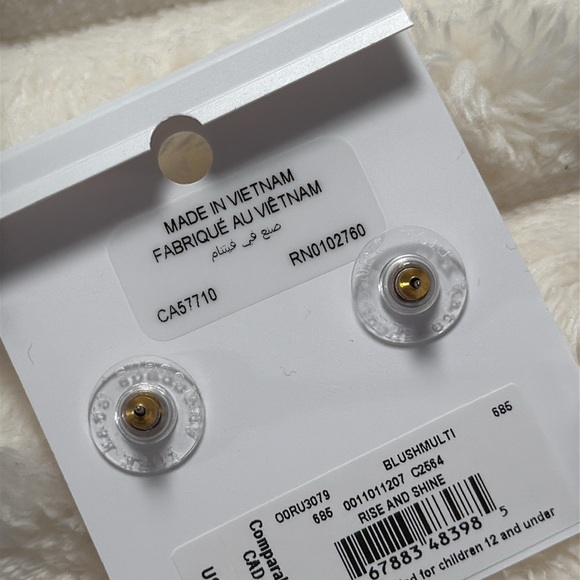 MADE IN VIETNAM
FABRIQUÉ AU VIÊTNAM
صنع في فيتنام
CA57710 RN0102760
BLUSHMULTI 685
O0RU3079
685 0011011207 C2564
RISE AND SHINE
67883 48398 5
for children 12 and under
CAD